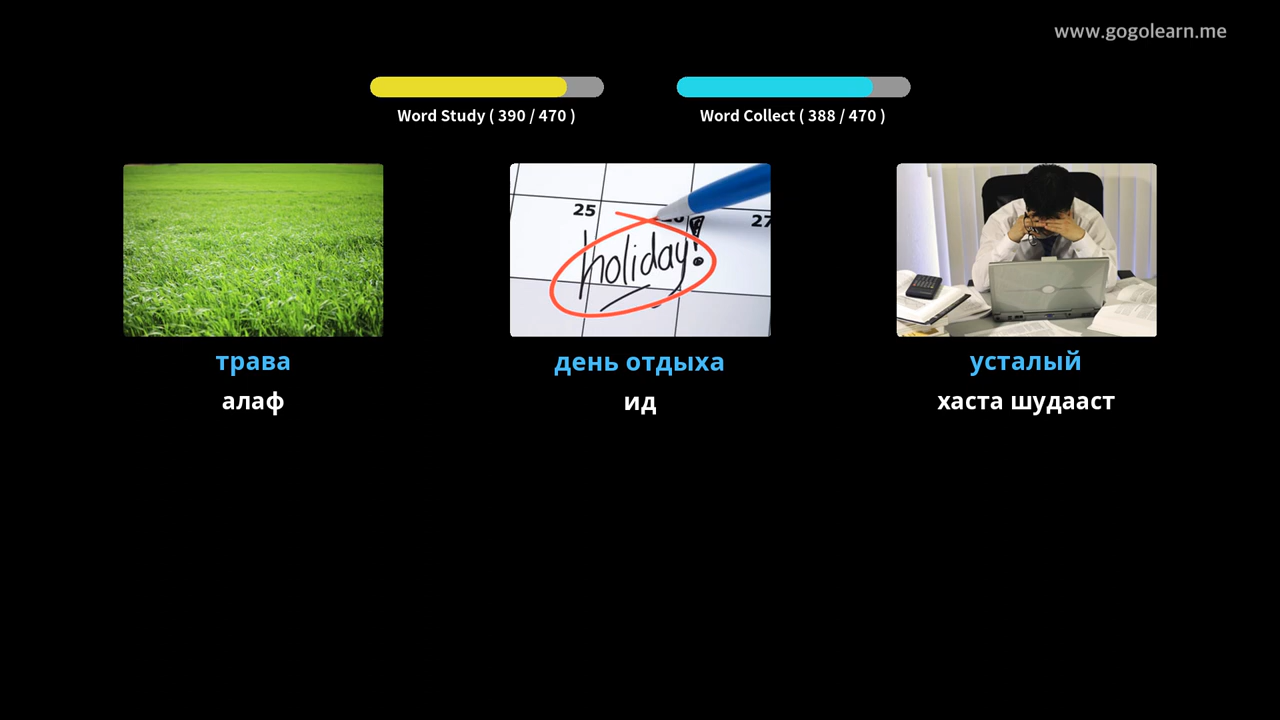 www.gogolearn.me
Word Study ( 390 / 470 )
Word Collect ( 388 / 470 )
25
27
holiday!
трава
день отдыха
усталый
алаф
ид
хаста шудааст